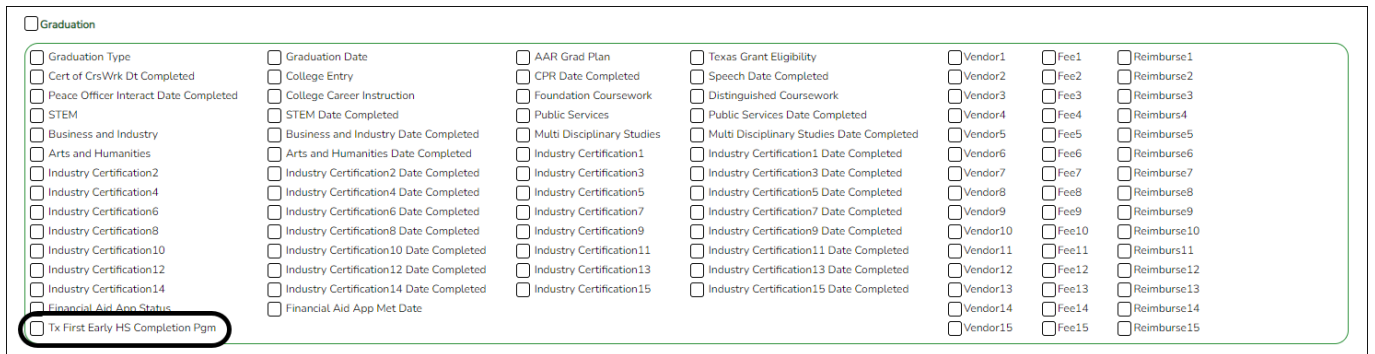 Graduation
Graduation Type Graduation Date AAR Grad Plan Texas Grant Eligibility Vendor1 Fee1 Reimburse1
Cert of CrsWrk Dt Completed College Entry CPR Date Completed Speech Date Completed Vendor2 Fee2 Reimburse2
Peace Officer Interact Date Completed College Career Instruction Foundation Coursework Distinguished Coursework Vendor3 Fee3 Reimburse3
STEM STEM Date Completed Public Services Public Services Date Completed Vendor4 Fee4 Reimburs4
Business and Industry Business and Industry Date Completed Multi Disciplinary Studies Multi Disciplinary Studies Date Completed Vendor5 Fee5 Reimburse5
Arts and Humanities Arts and Humanities Date Completed Industry Certification1 Industry Certification1 Date Completed Vendor6 Fee6 Reimburse6
Industry Certification2 Industry Certification2 Date Completed Industry Certification3 Industry Certification3 Date Completed Vendor7 Fee7 Reimburse7
Industry Certification4 Industry Certification4 Date Completed Industry Certification5 Industry Certification5 Date Completed Vendor8 Fee8 Reimburse8
Industry Certification6 Industry Certification6 Date Completed Industry Certification7 Industry Certification7 Date Completed Vendor9 Fee9 Reimburse9
Industry Certification8 Industry Certification8 Date Completed Industry Certification9 Industry Certification9 Date Completed Vendor10 Fee10 Reimburse10
Industry Certification10 Industry Certification10 Date Completed Industry Certification11 Industry Certification11 Date Completed Vendor11 Fee11 Reimburs11
Industry Certification12 Industry Certification12 Date Completed Industry Certification13 Industry Certification13 Date Completed Vendor12 Fee12 Reimburse12
Industry Certification14 Industry Certification14 Date Completed Industry Certification15 Industry Certification15 Date Completed Vendor13 Fee13 Reimburse13
Financial Aid App Status Financial Aid App Met Date Vendor14 Fee14 Reimburse14
Tx First Early HS Completion Pgm Vendor15 Fee15 Reimburse15